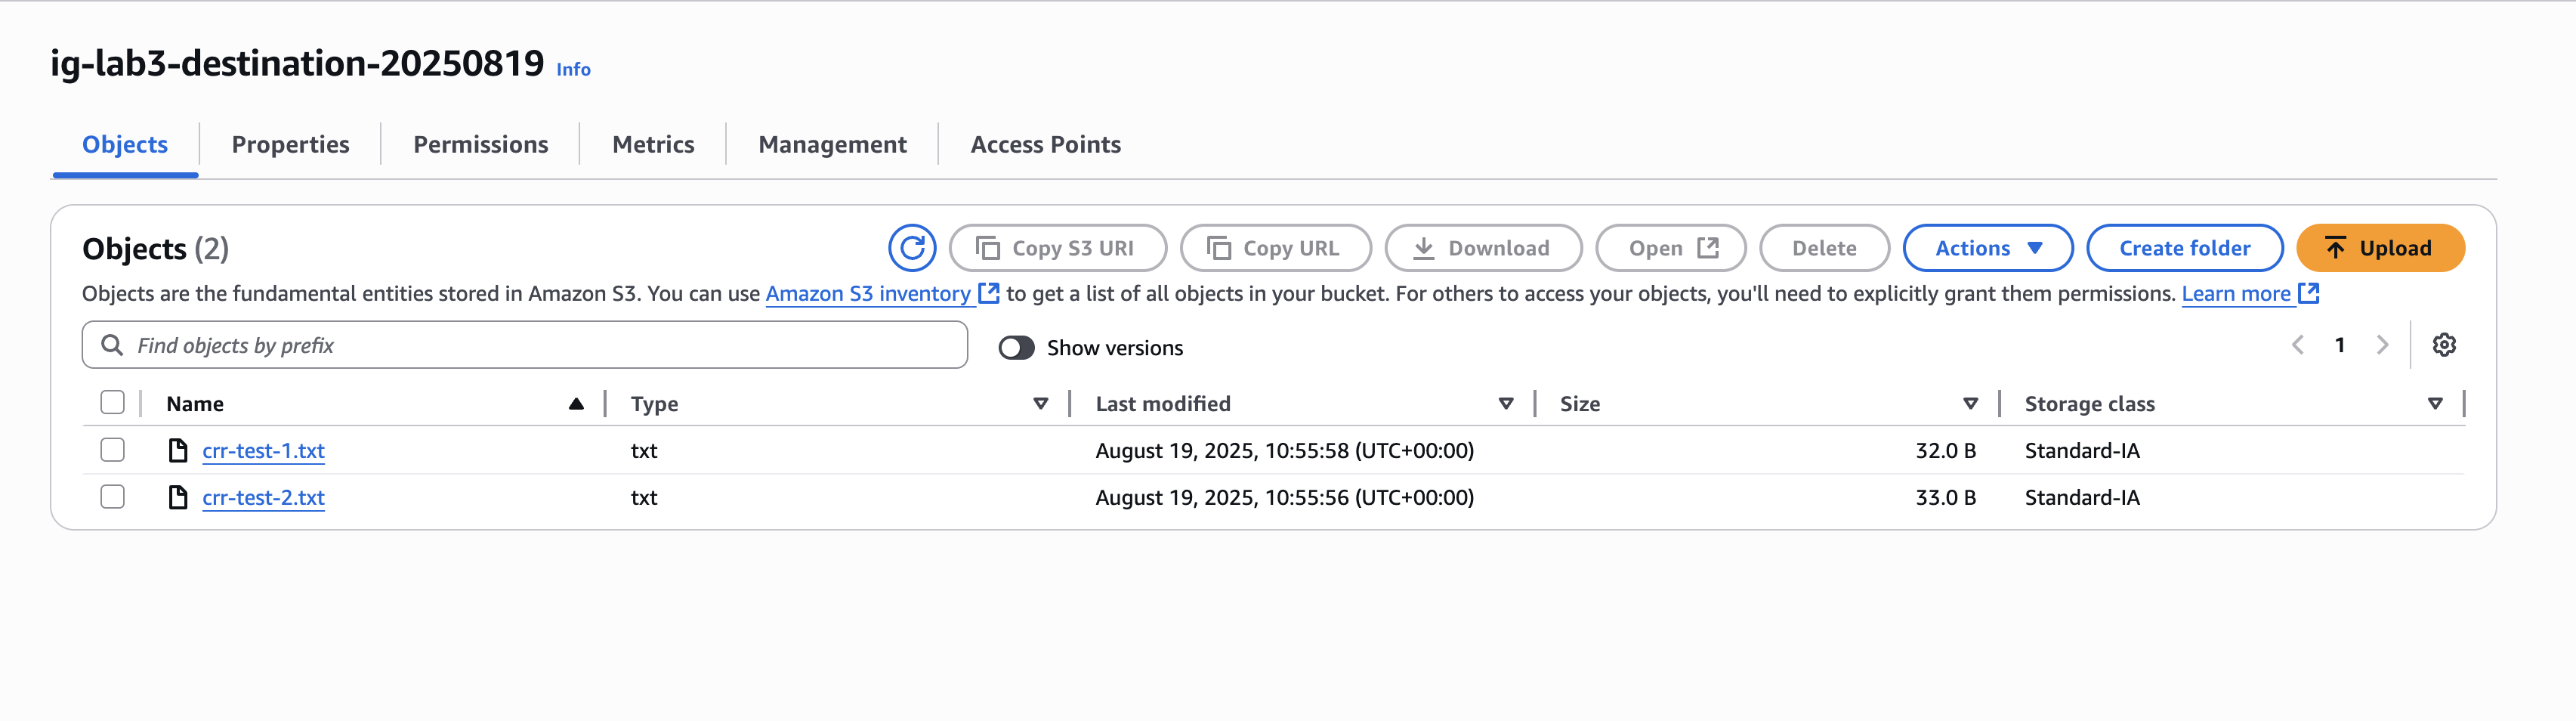 ig-lab3-destination-20250819 Info
Objects Properties Permissions Metrics Management Access Points
Objects (2) Copy S3 URI Copy URL Download Open Delete Actions Create folder Upload
Objects are the fundamental entities stored in Amazon S3. You can use Amazon S3 inventory to get a list of all objects in your bucket. For others to access your objects, you'll need to explicitly grant them permissions. Learn more
Find objects by prefix Show versions 1
Name Type Last modified Size Storage class
crr-test-1.txt txt August 19, 2025, 10:55:58 (UTC+00:00) 32.0 B Standard-IA
crr-test-2.txt txt August 19, 2025, 10:55:56 (UTC+00:00) 33.0 B Standard-IA